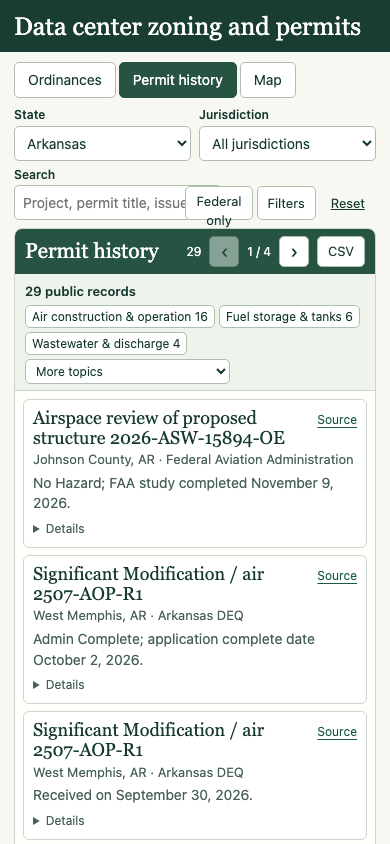 Data center zoning and permits
Ordinances
Permit history
Map
State
Jurisdiction
Arkansas
All jurisdictions
Search
Project, permit title, issue
Federal only
Filters
Reset
Permit history
29
‹
1 / 4
›
CSV
29 public records
Air construction & operation 16
Fuel storage & tanks 6
Wastewater & discharge 4
More topics
Airspace review of proposed
structure 2026-ASW-15894-OE
Source
Johnson County, AR · Federal Aviation Administration
No Hazard; FAA study completed November 9,
2026.
Details
Significant Modification / air
2507-AOP-R1
Source
West Memphis, AR · Arkansas DEQ
Admin Complete; application complete date
October 2, 2026.
Details
Significant Modification / air
2507-AOP-R1
Source
West Memphis, AR · Arkansas DEQ
Received on September 30, 2026.
Details